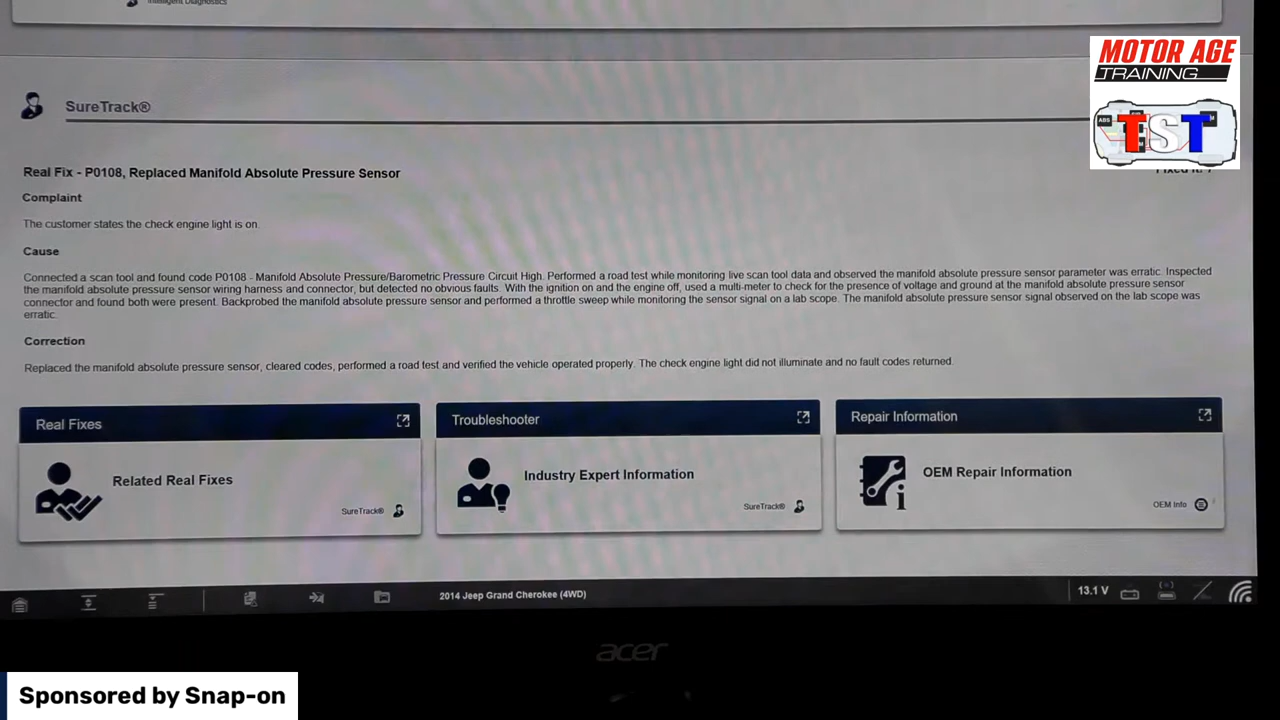 Intelligent Diagnostics
MOTOR AGE
TRAINING
ABS
TST
SureTrack®
Real Fix - P0108, Replaced Manifold Absolute Pressure Sensor
Complaint
The customer states the check engine light is on.
Cause
Connected a scan tool and found code P0108 - Manifold Absolute Pressure/Barometric Pressure Circuit High. Performed a road test while monitoring live scan tool data and observed the manifold absolute pressure sensor parameter was erratic. Inspected
the manifold absolute pressure sensor wiring harness and connector, but detected no obvious faults. With the ignition on and the engine off, used a multi-meter to check for the presence of voltage and ground at the manifold absolute pressure sensor
connector and found both were present. Backprobed the manifold absolute pressure sensor and performed a throttle sweep while monitoring the sensor signal on a lab scope. The manifold absolute pressure sensor signal observed on the lab scope was
erratic.
Correction
Replaced the manifold absolute pressure sensor, cleared codes, performed a road test and verified the vehicle operated properly. The check engine light did not illuminate and no fault codes returned.
Real Fixes
Related Real Fixes
SureTrack®
Troubleshooter
Industry Expert Information
SureTrack®
Repair Information
OEM Repair Information
OEM Info
2014 Jeep Grand Cherokee (4WD)
13.1 V
acer
Sponsored by Snap-on